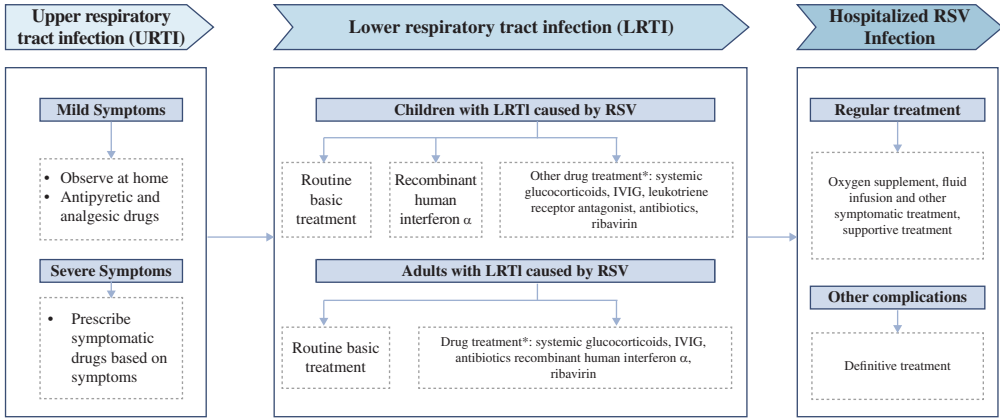 Upper respiratory
tract infection (URTI)
Lower respiratory tract infection (LRTI)
Hospitalized RSV
Infection
Mild Symptoms
• Observe at home
• Antipyretic and
analgesic drugs
Severe Symptoms
• Prescribe
symptomatic
drugs based on
symptoms
Children with LRTl caused by RSV
Routine
basic
treatment
Recombinant
human
interferon α
Other drug treatment*: systemic
glucocorticoids, IVIG, leukotriene
receptor antagonist, antibiotics,
ribavirin
Adults with LRTl caused by RSV
Routine basic
treatment
Drug treatment*: systemic glucocorticoids, IVIG,
antibiotics recombinant human interferon α,
ribavirin
Regular treatment
Oxygen supplement, fluid
infusion and other
symptomatic treatment,
supportive treatment
Other complications
Definitive treatment